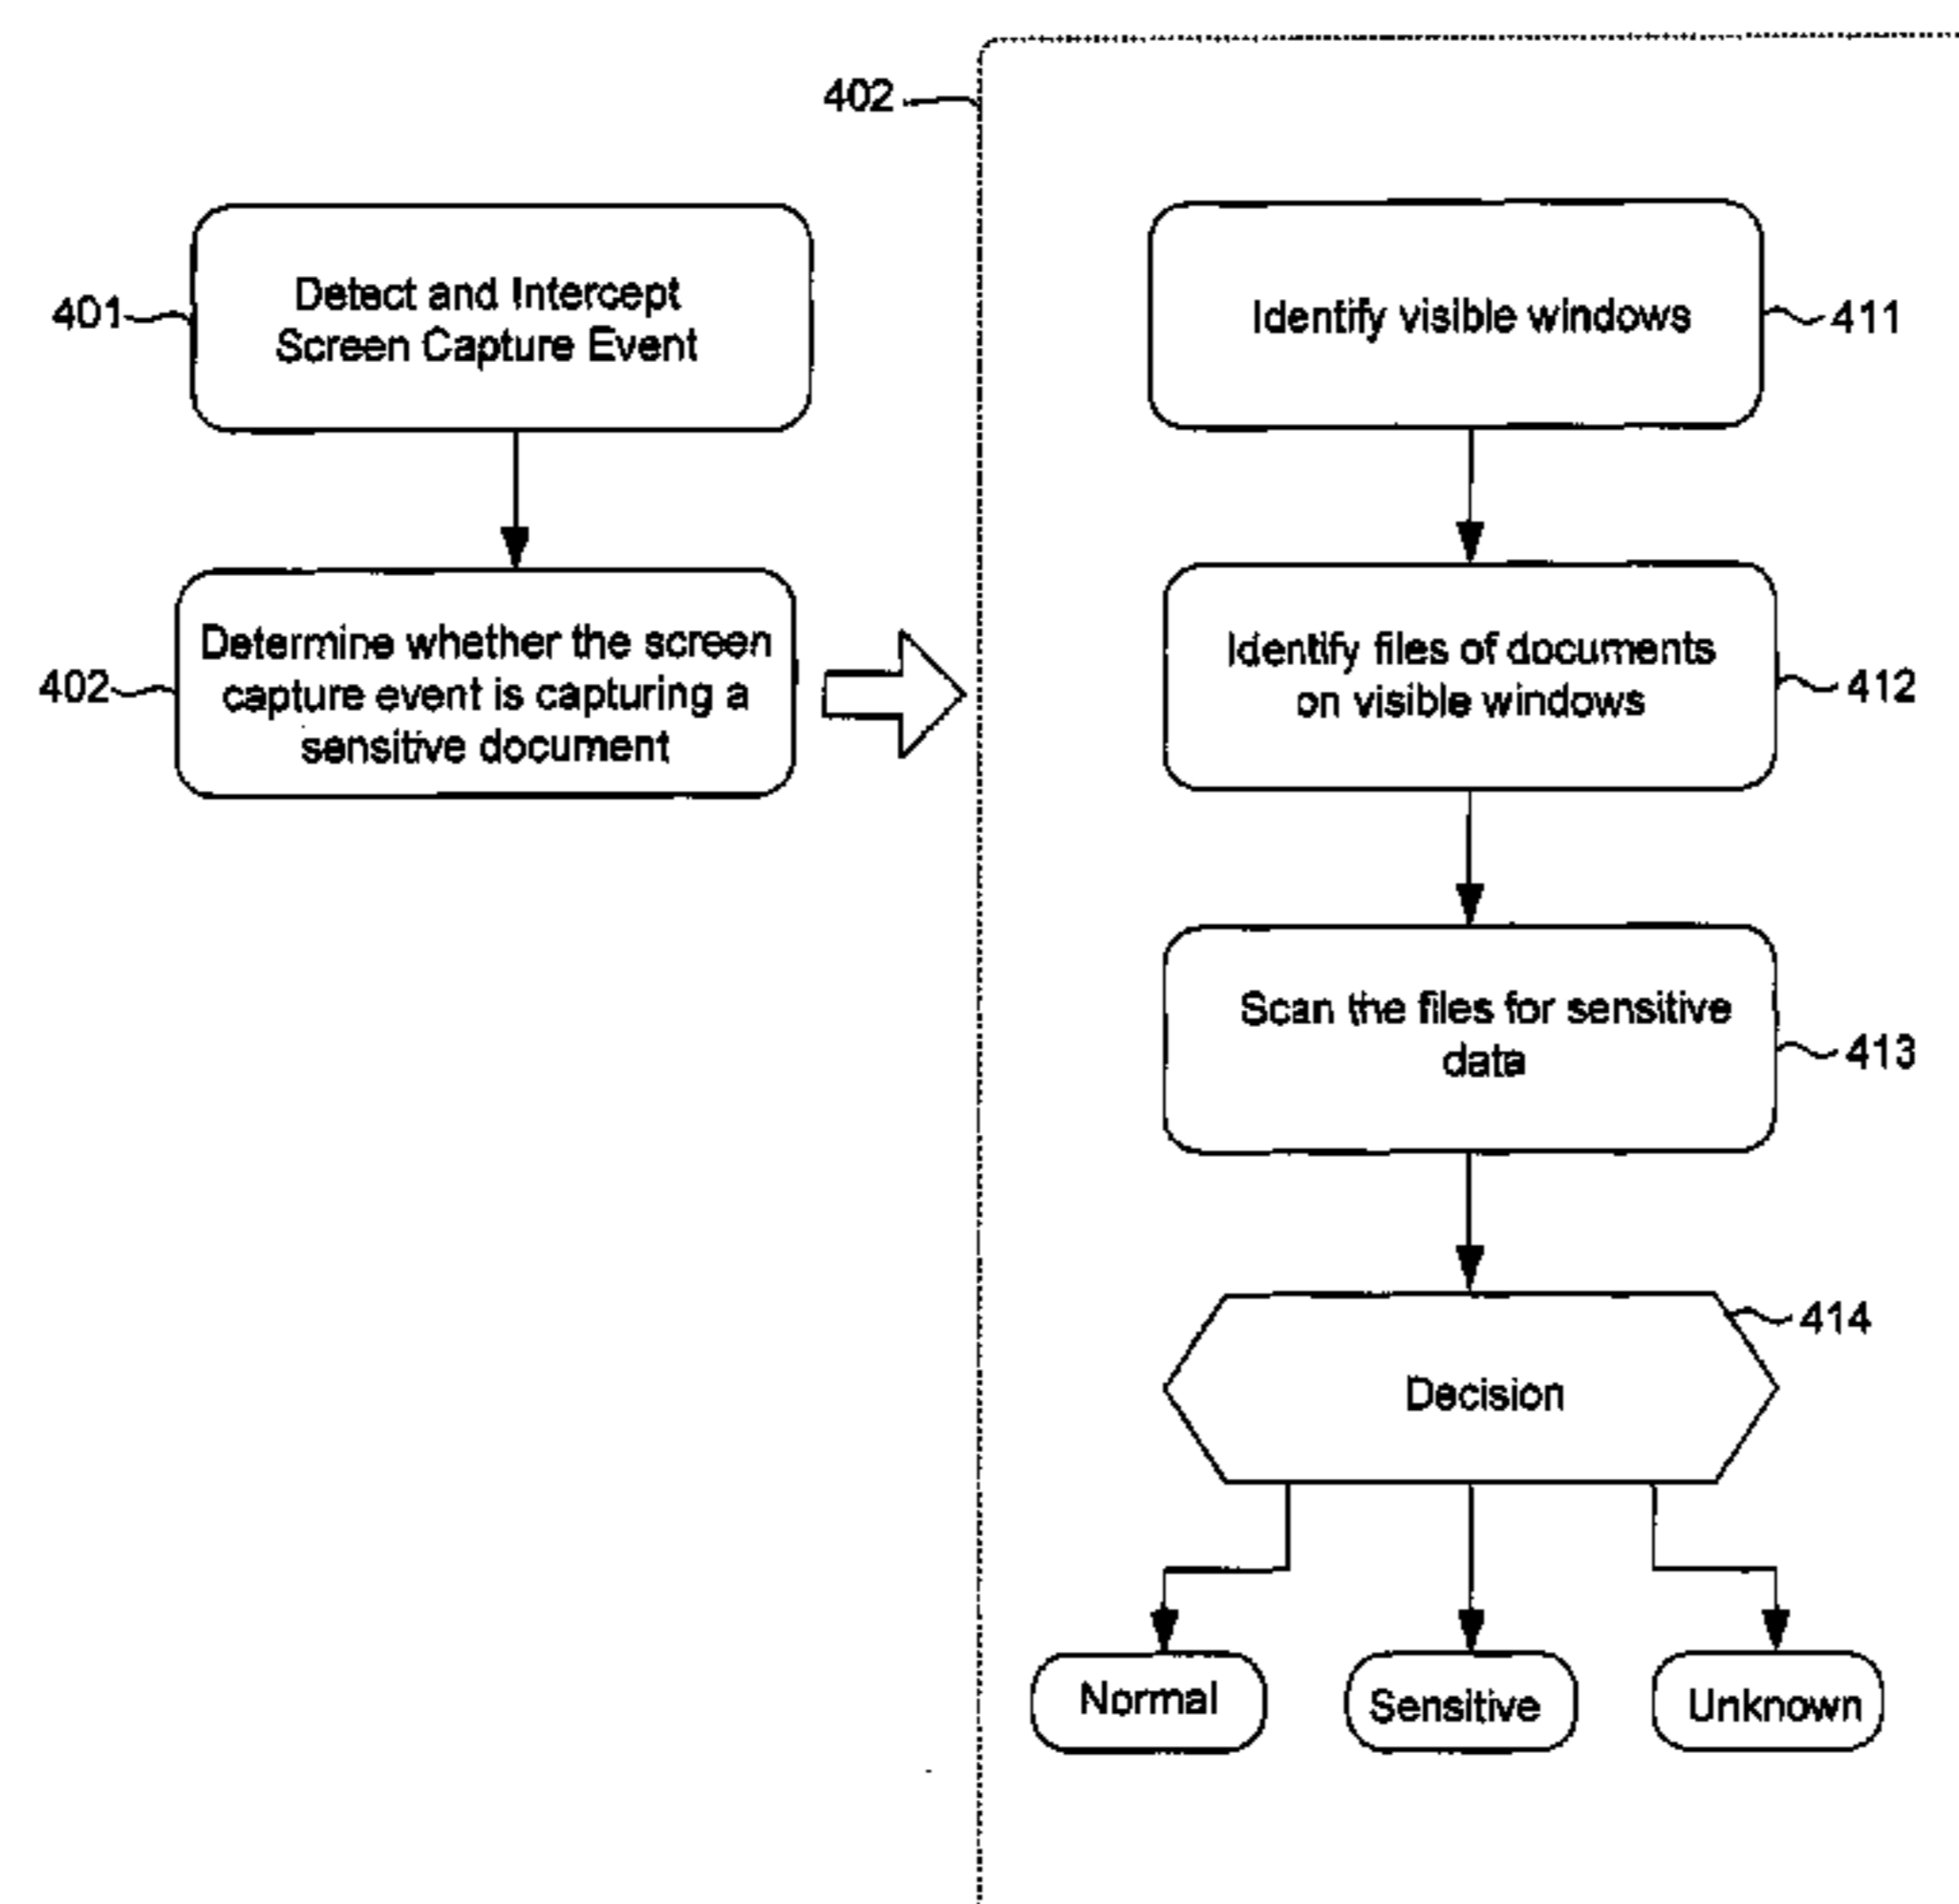 401
Detect and Intercept
Screen Capture Event
402
Determine whether the screen
capture event is capturing a
sensitive document
402
Identify visible windows
411
Identify files of documents
on visible windows
412
Scan the files for sensitive
data
413
414
Decision
Normal
Sensitive
Unknown